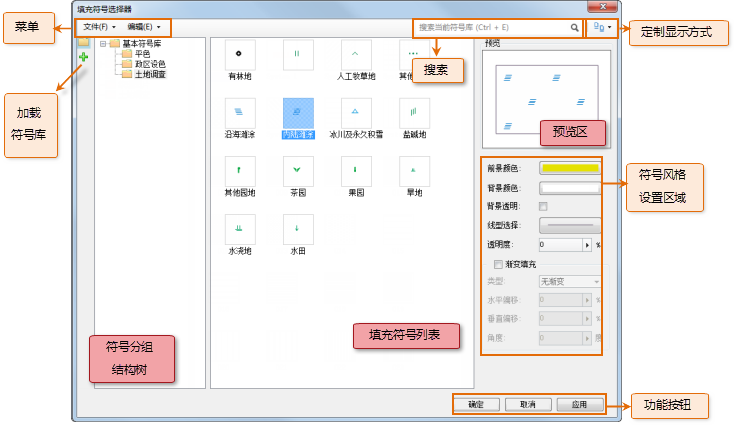 填充符号选择器
菜单
文件(F)
编辑(E)
搜索当前符号库 (Ctrl + E)
定制显示方式
搜索
加载
符号库
基本符号库
平色
政区设色
土地调查
有林地
人工牧草地
沿海滩涂
内陆滩涂
冰川及永久积雪
盐碱地
其他园地
茶园
果园
旱地
水浇地
水田
预览
预览区
前景颜色:
背景颜色:
背景透明:
线型选择:
透明度:
0
%
渐变填充
类型:
无渐变
水平偏移:
0
%
垂直偏移:
0
%
角度:
0
度
符号风格
设置区域
符号分组
结构树
填充符号列表
确定
取消
应用
功能按钮